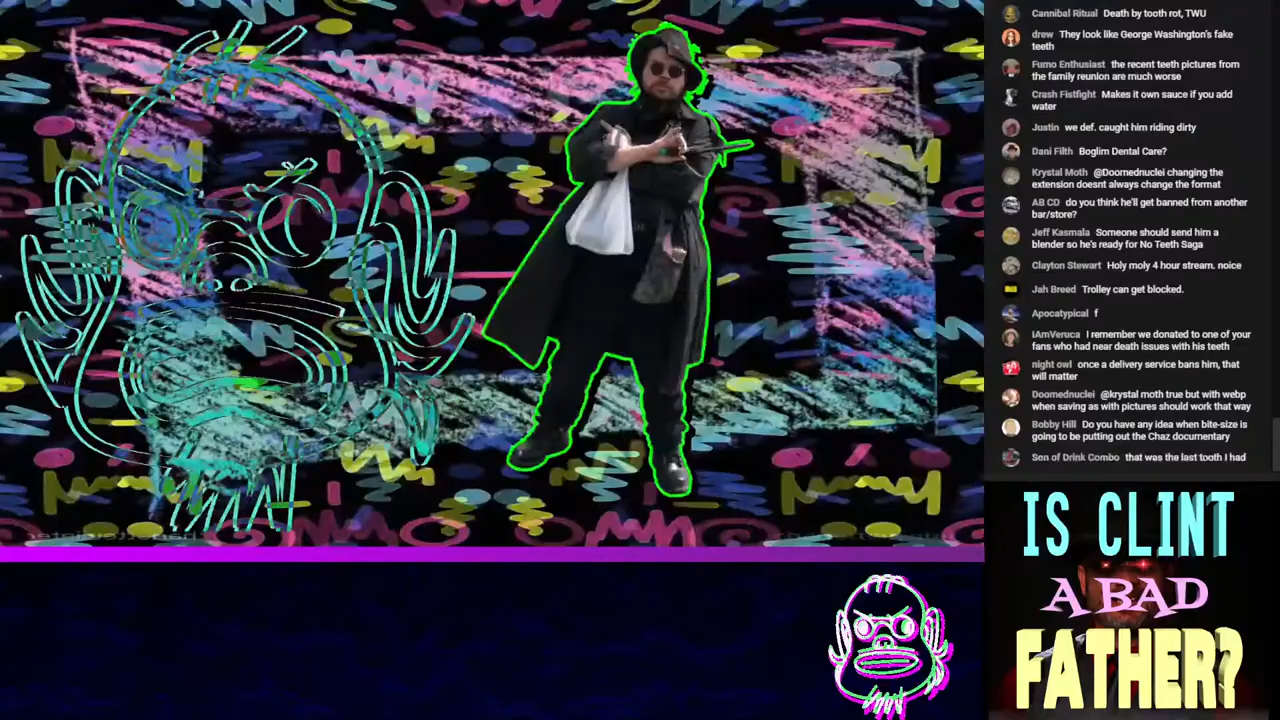 Cannibal Ritual Death by tooth rot, TWU
drew They look like George Washington's fake
teeth
Fumo Enthusiast the recent teeth pictures from
the family reunion are much worse
Crash Fistfight Makes it own sauce if you add
water
Justin we def. caught him riding dirty
Dani Filth Boglim Dental Care?
Krystal Moth @Doomednuclei changing the
extension doesnt always change the format
AB CD do you think he'll get banned from another
bar/store?
Jeff Kasmala Someone should send him a
blender so he's ready for No Teeth Saga
Clayton Stewart Holy moly 4 hour stream. noice
Jah Breed Trolley can get blocked.
Apocatypical f
IAmVeruca I remember we donated to one of your
fans who had near death issues with his teeth
night owl once a delivery service bans him, that
will matter
Doomednuclei @krystal moth true but with webp
when saving as with pictures should work that way
Bobby Hill Do you have any idea when bite-size is
going to be putting out the Chaz documentary
Sen of Drink Combo that was the last tooth I had
IS CLINT
A BAD
FATHER?